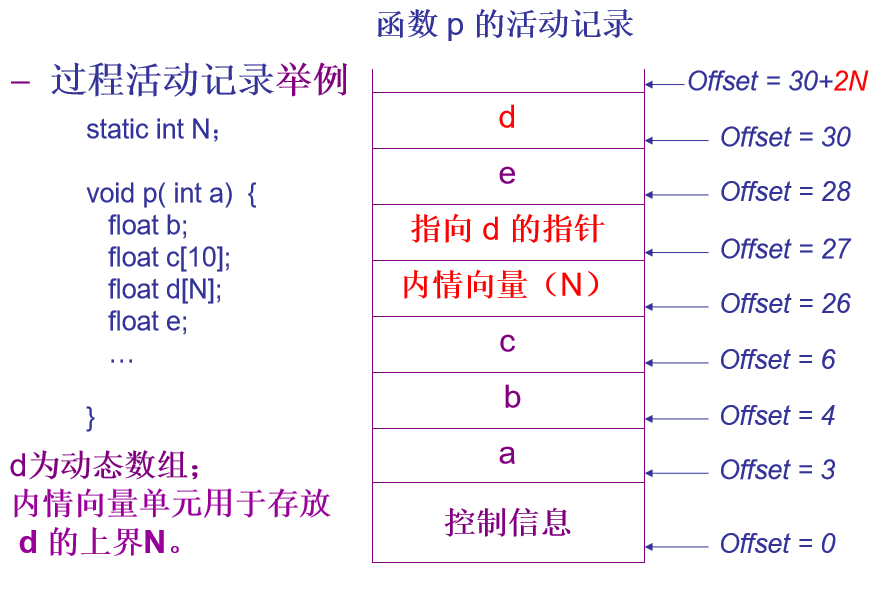 函数 p 的活动记录
– 过程活动记录举例
static int N；
void p( int a) {
float b;
float c[10];
float d[N];
float e;
…
}
d为动态数组；
内情向量单元用于存放
d 的上界N。
d
e
指向 d 的指针
内情向量（N）
c
b
a
控制信息
Offset = 30+2N
Offset = 30
Offset = 28
Offset = 27
Offset = 26
Offset = 6
Offset = 4
Offset = 3
Offset = 0